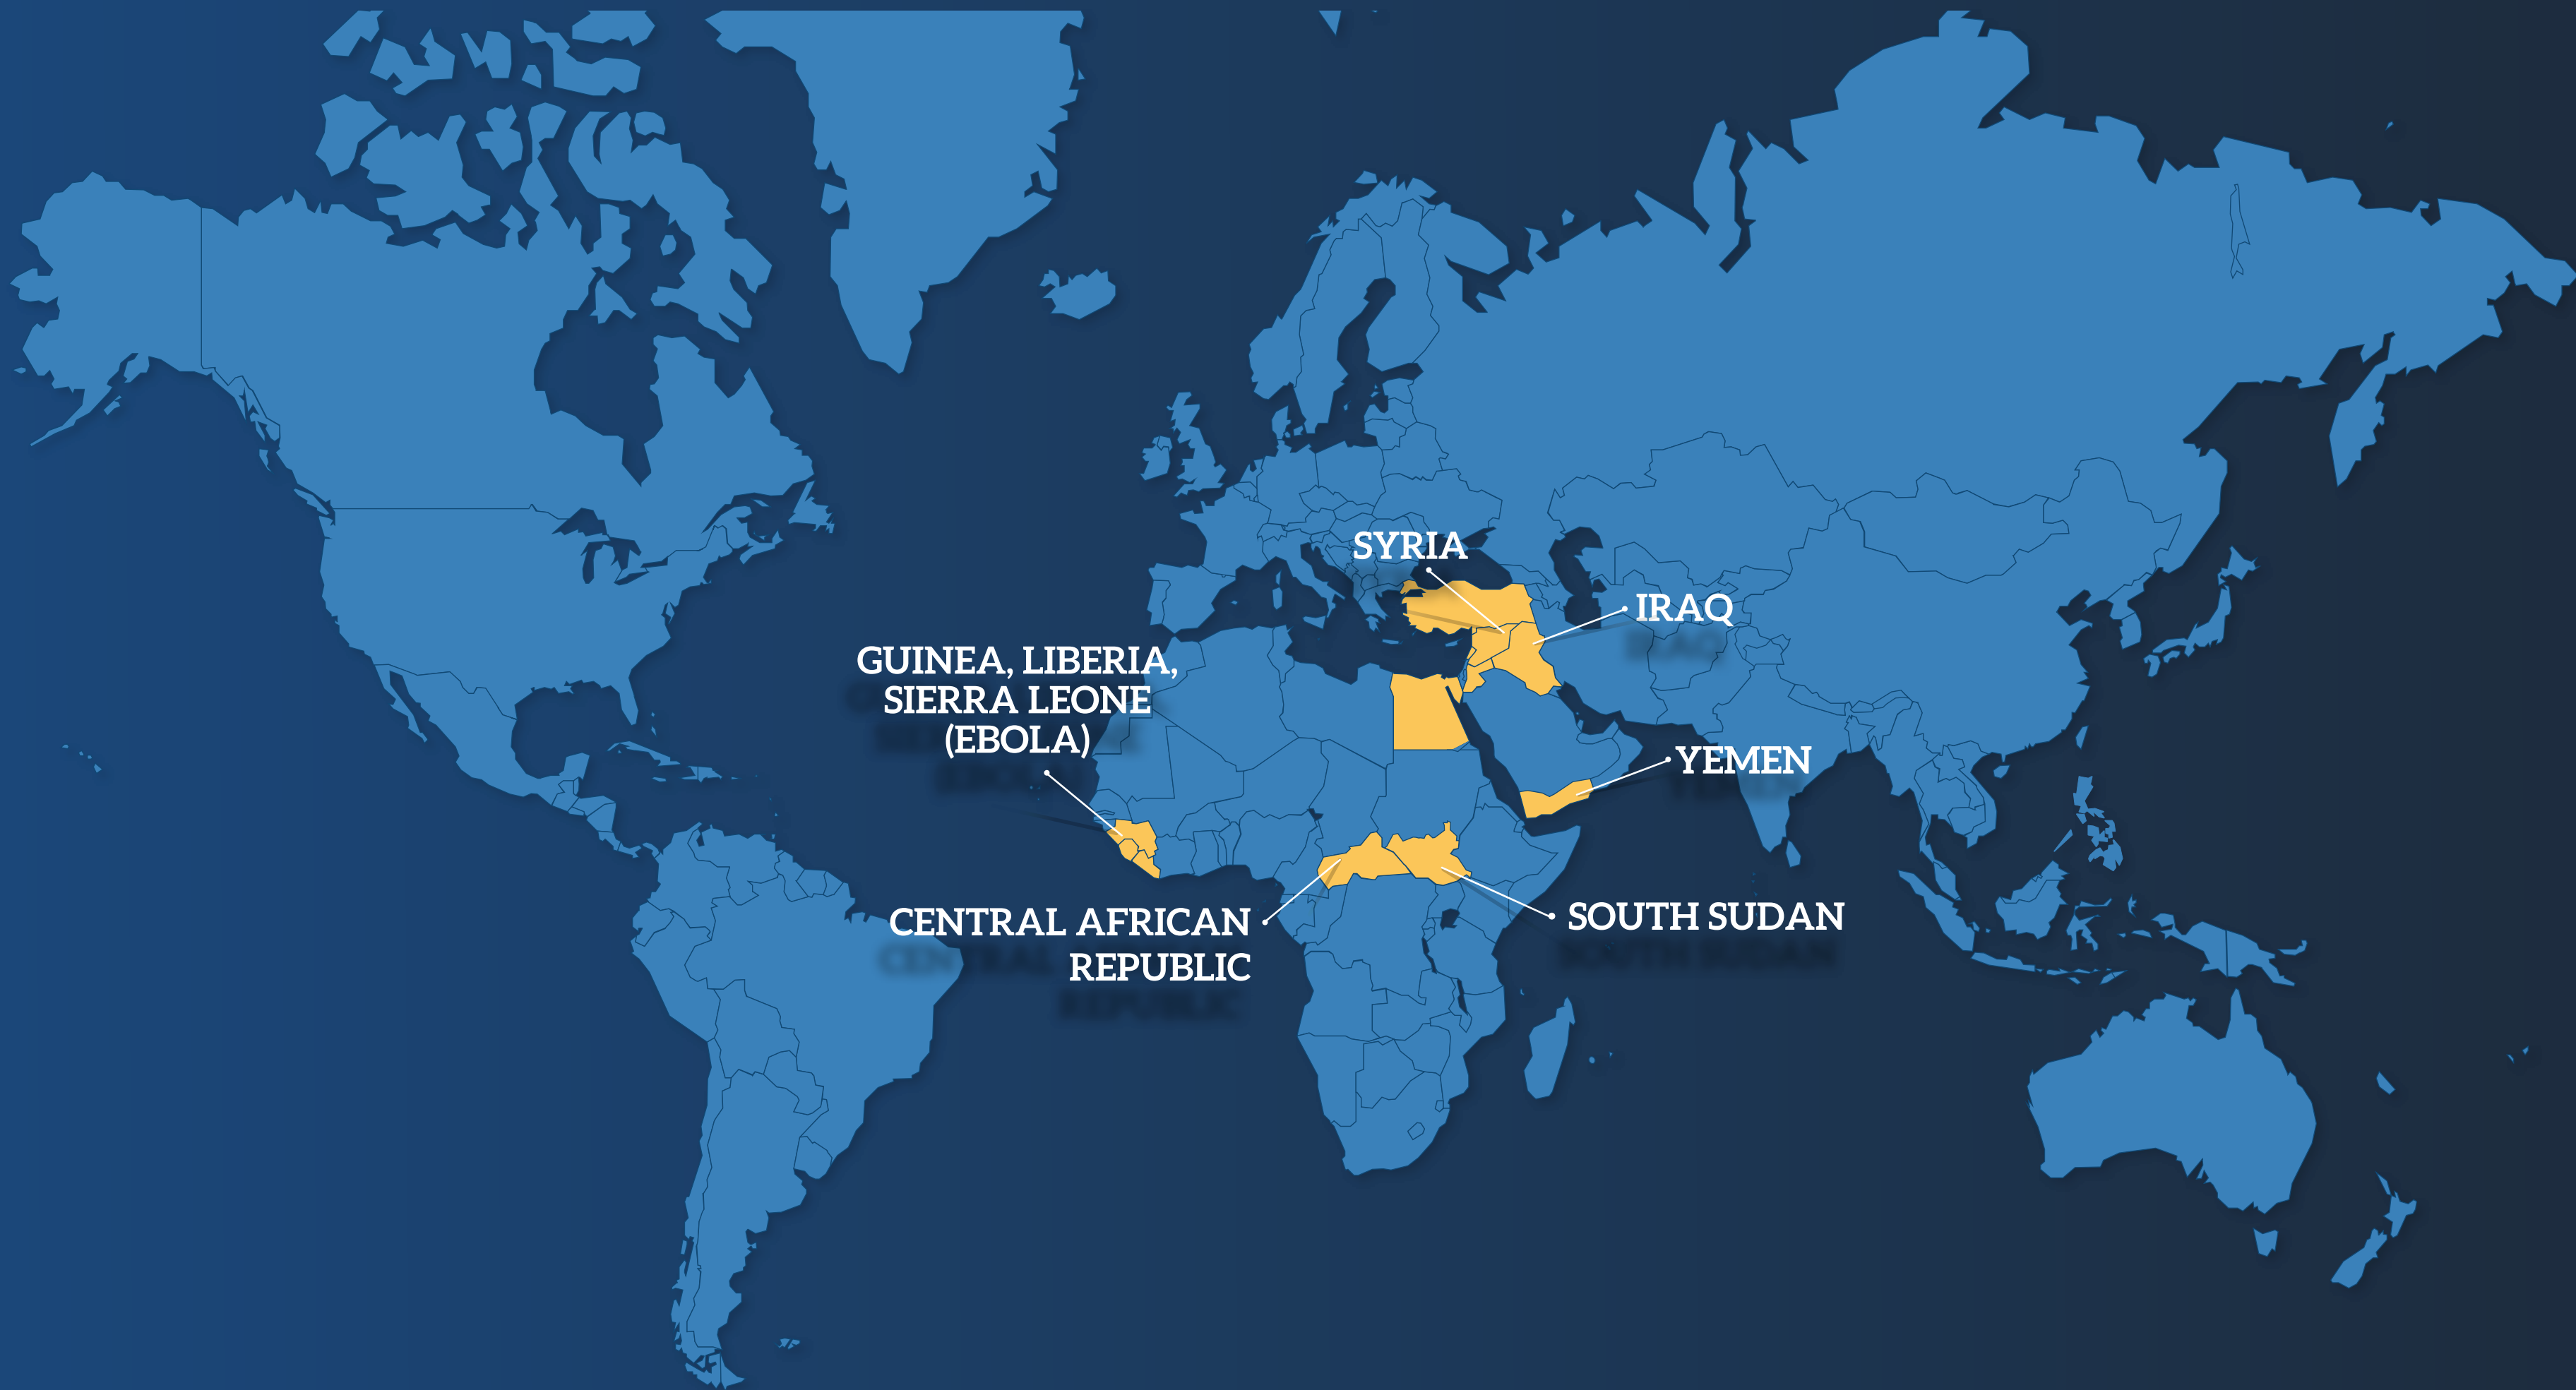 SYRIA
IRAQ
GUINEA, LIBERIA,
SIERRA LEONE
(EBOLA)
YEMEN
CENTRAL AFRICAN
REPUBLIC
SOUTH SUDAN